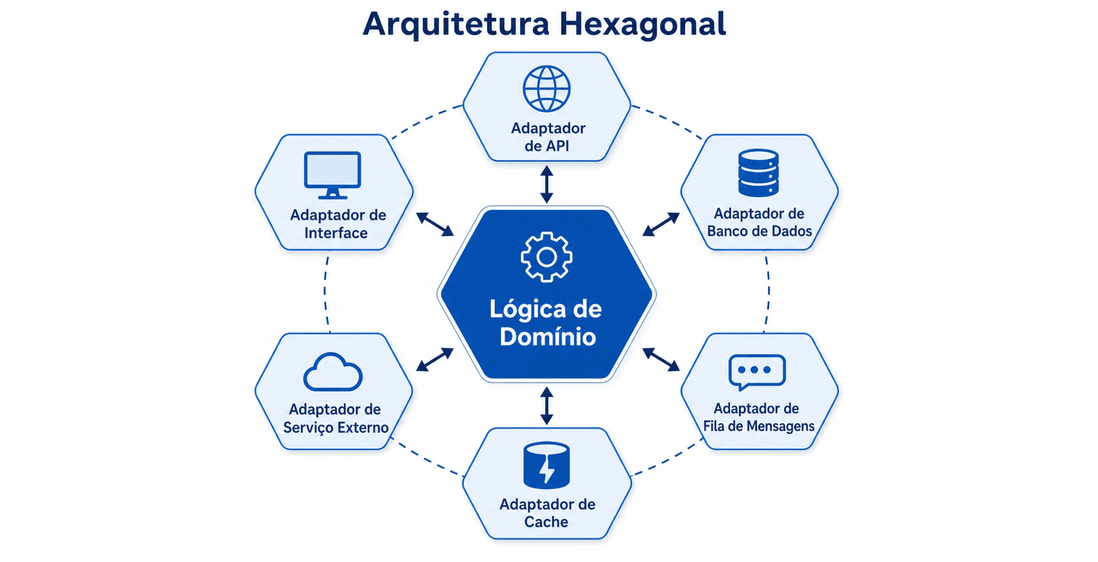 Arquitetura Hexagonal
Adaptador
de API
Adaptador de
Interface
Adaptador de
Banco de Dados
Lógica de
Domínio
Adaptador de
Serviço Externo
Adaptador de
Fila de Mensagens
Adaptador de
Cache